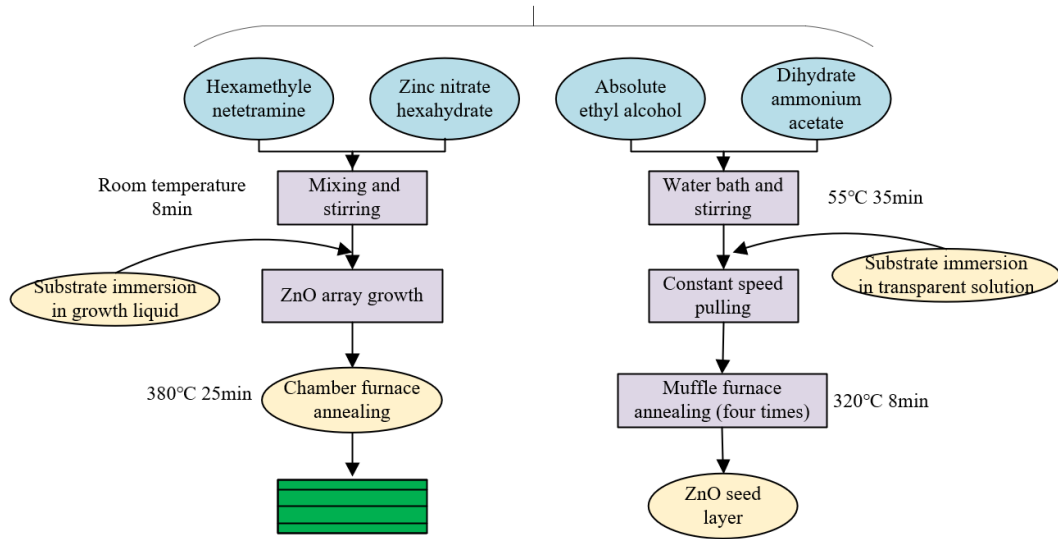 Hexamethyle
netetramine
Zinc nitrate
hexahydrate
Absolute
ethyl alcohol
Dihydrate
ammonium
acetate
Room temperature
8min
Mixing and
stirring
Water bath and
stirring
55℃ 35min
Substrate immersion
in growth liquid
ZnO array growth
Constant speed
pulling
Substrate immersion
in transparent solution
380℃ 25min
Chamber furnace
annealing
Muffle furnace
annealing (four times)
320℃ 8min
ZnO seed
layer